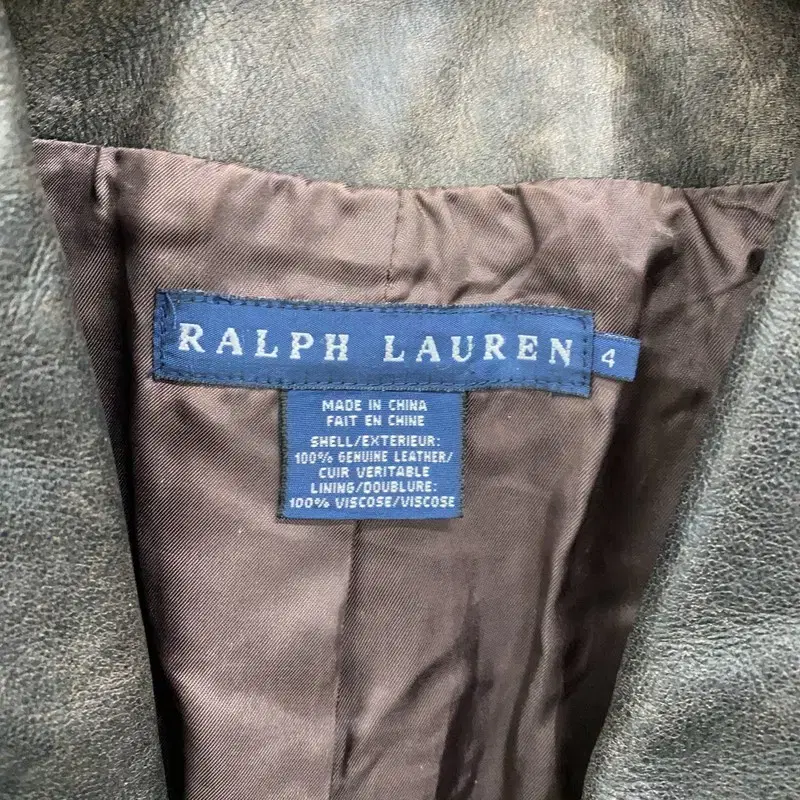 RALPH LAUREN 4
MADE IN CHINA
FAIT EN CHINE
SHELL/EXTERIEUR:
100% GENUINE LEATHER/
CUIR VERITABLE
LINING/DOUBLURE:
100% VISCOSE/VISCOSE